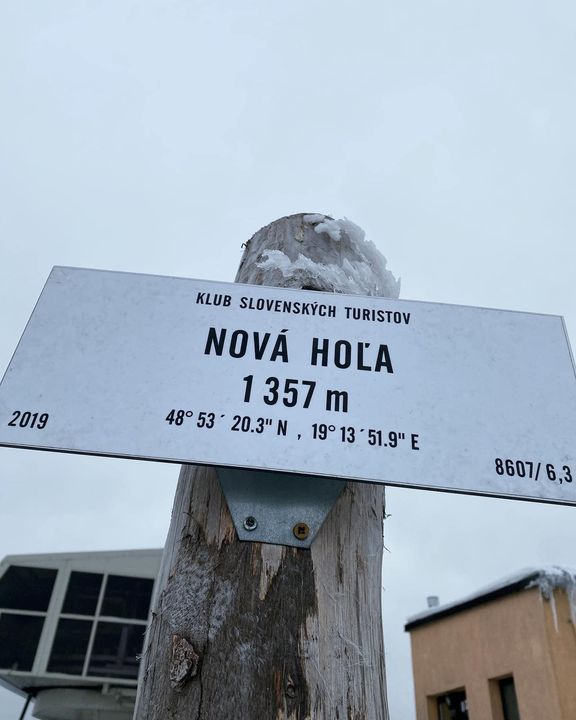 KLUB SLOVENSKÝCH TURISTOV
NOVÁ HOĽA
1 357 m
48° 53´ 20.3" N , 19° 13´51.9" E
2019
8607/ 6,3